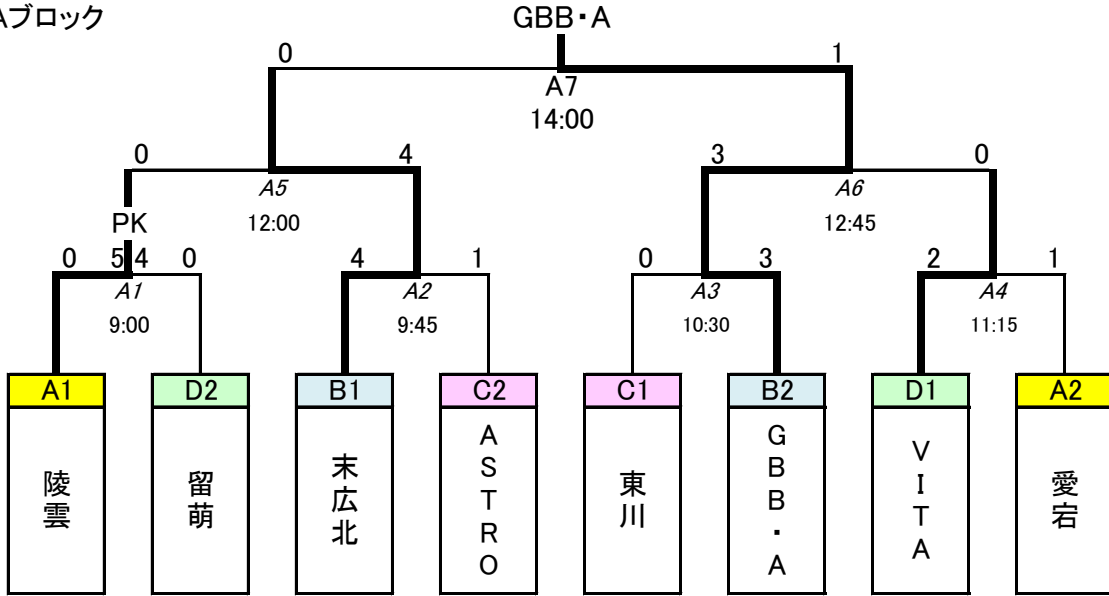 Aブロック
GBB・A
0 1
A7
14:00
0 4 3 0
A5 A6
12:00 12:45
PK
0 5 4 0 4 1 0 3 2 1
A1 A2 A3 A4
9:00 9:45 10:30 11:15
A1 D2 B1 C2 C1 B2 D1 A2
陵雲
留萌
末広北
ASTRO
東川
GBB・A
VITA
愛宕